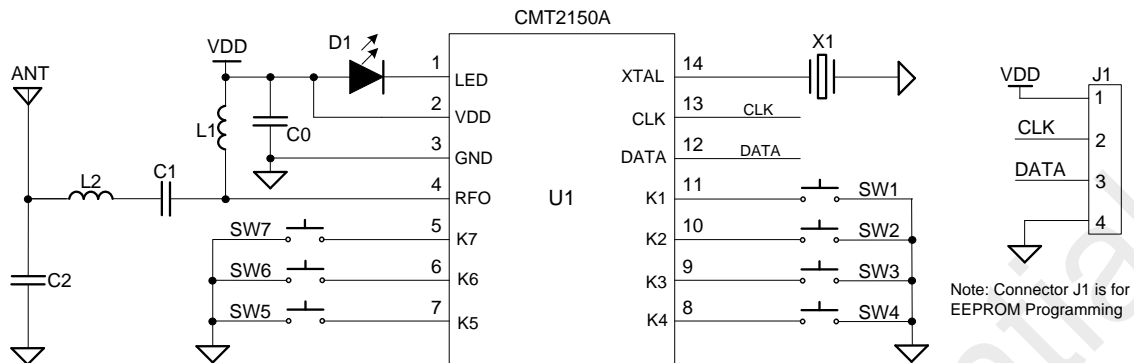 CMT2150A
ANT
VDD
D1
L1
C0
L2
C1
C2
1
LED
2
VDD
3
GND
4
RFO
SW7
5
K7
SW6
6
K6
SW5
7
K5
U1
XTAL
14
X1
CLK
13
CLK
DATA
12
DATA
K1
11
SW1
K2
10
SW2
K3
9
SW3
K4
8
SW4
VDD
J1
1
CLK
2
DATA
3
4
Note: Connector J1 is for
EEPROM Programming